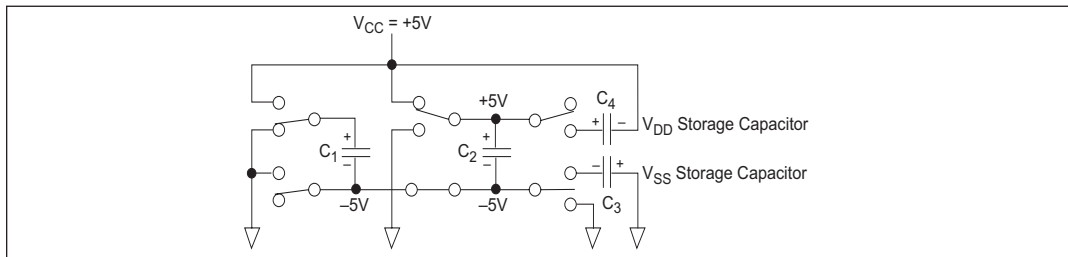 V_CC = +5V
+5V
C_4
+ −
V_DD Storage Capacitor
+
C_1
−
+
C_2
−
− +
V_SS Storage Capacitor
C_3
–5V
–5V